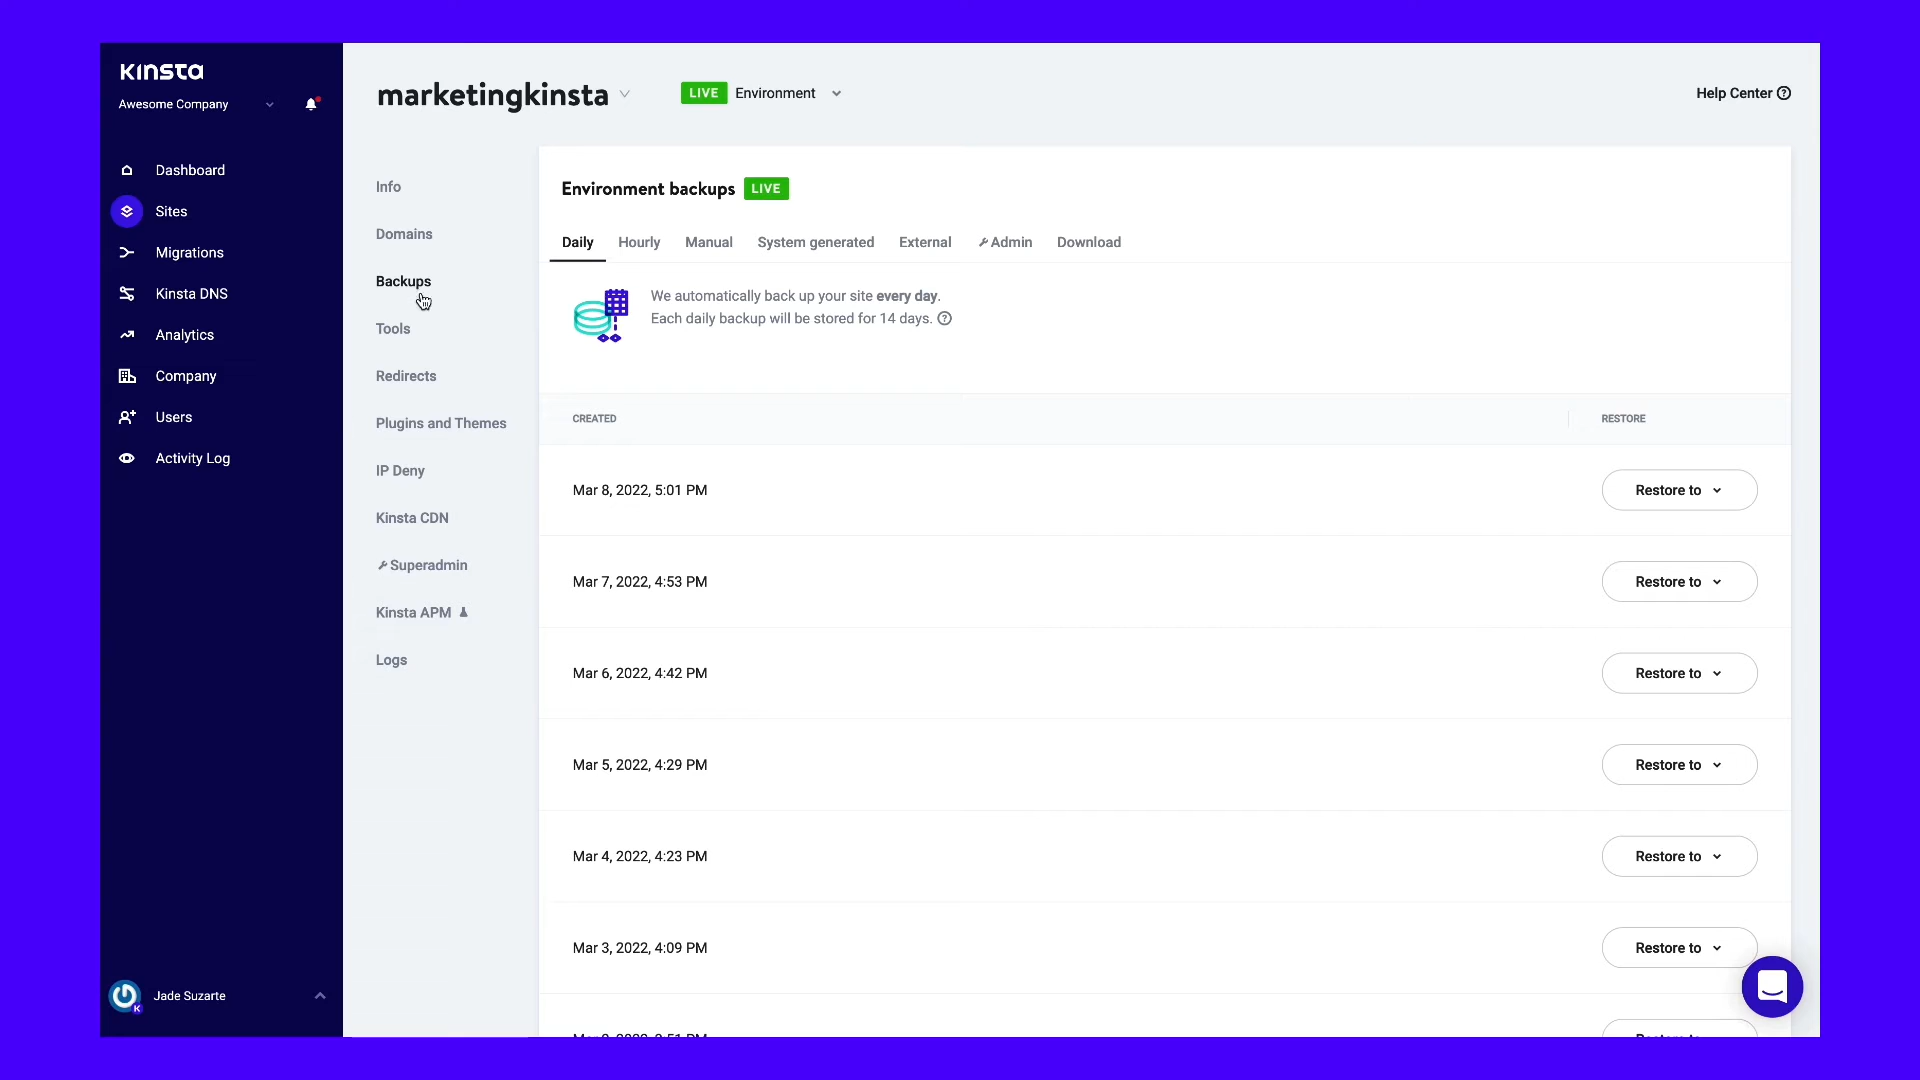 Kinsta
Awesome Company
Dashboard
Sites
Migrations
Kinsta DNS
Analytics
Company
Users
Activity Log
Jade Suzarte
K
marketingkinsta
LIVE Environment
Help Center
Info
Domains
Backups
Tools
Redirects
Plugins and Themes
IP Deny
Kinsta CDN
Superadmin
Kinsta APM
Logs
Environment backups LIVE
Daily Hourly Manual System generated External Admin Download
We automatically back up your site every day.
Each daily backup will be stored for 14 days.
CREATED RESTORE
Mar 8, 2022, 5:01 PM Restore to
Mar 7, 2022, 4:53 PM Restore to
Mar 6, 2022, 4:42 PM Restore to
Mar 5, 2022, 4:29 PM Restore to
Mar 4, 2022, 4:23 PM Restore to
Mar 3, 2022, 4:09 PM Restore to